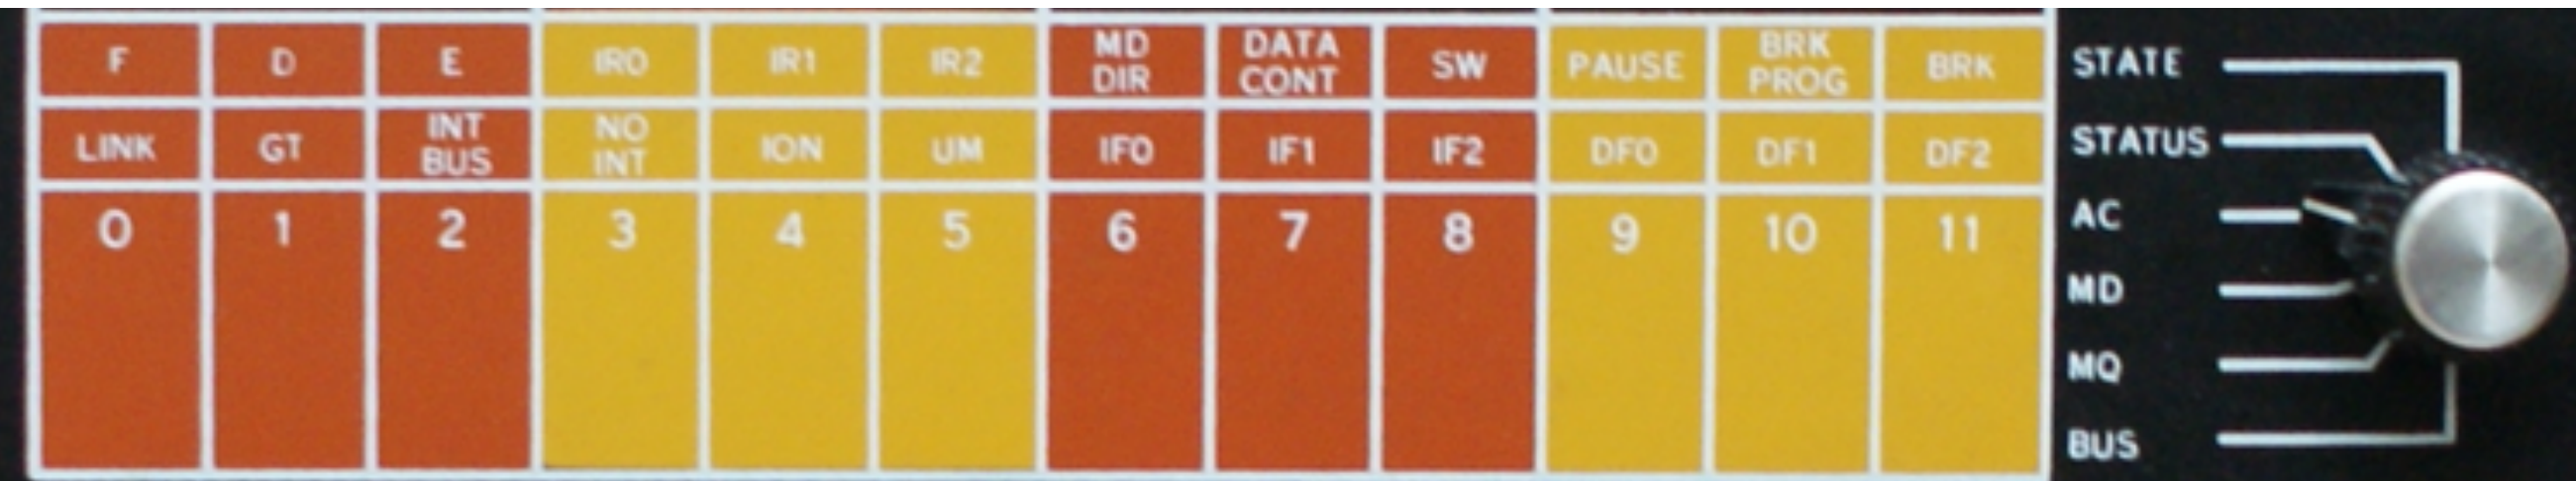 F D E IR0 IR1 IR2 MD DIR DATA CONT SW PAUSE BRK PROG BRK
LINK GT INT BUS NO INT ION UM IF0 IF1 IF2 DF0 DF1 DF2
0 1 2 3 4 5 6 7 8 9 10 11
STATE
STATUS
AC
MD
MQ
BUS